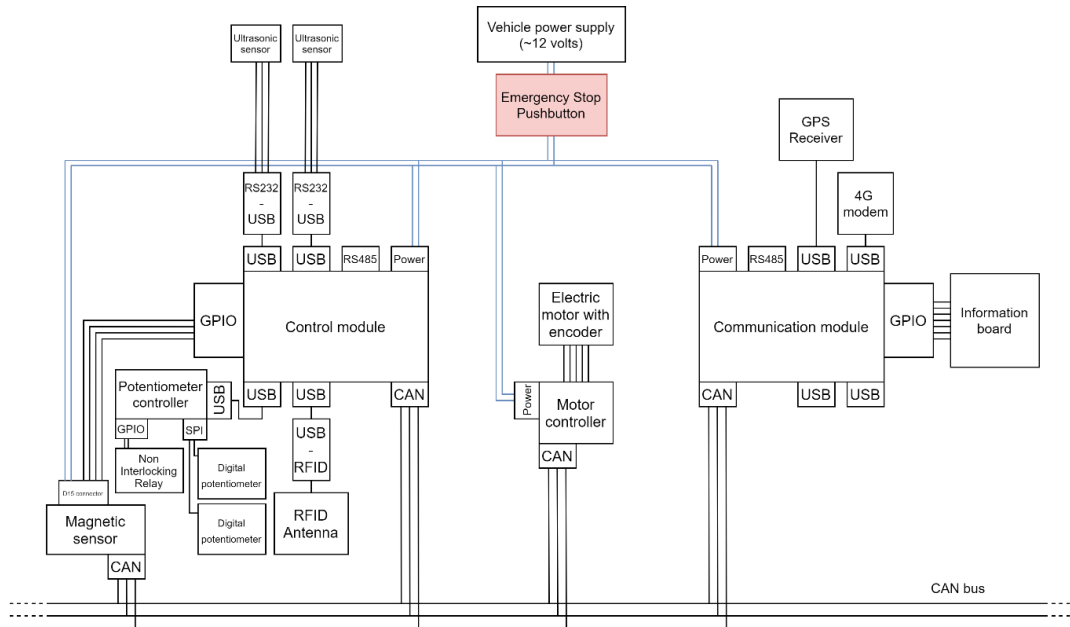 Ultrasonic
sensor
Ultrasonic
sensor
Vehicle power supply
(~12 volts)
Emergency Stop
Pushbutton
GPS
Receiver
4G
modem
RS232
-
USB
RS232
-
USB
USB
USB
RS485
Power
Power
RS485
USB
USB
GPIO
Control module
Electric
motor with
encoder
Communication module
GPIO
Information
board
Potentiometer
controller
USB
USB
USB
CAN
Power
Motor
controller
CAN
USB
USB
GPIO
SPI
USB
-
RFID
Non
Interlocking
Relay
Digital
potentiometer
CAN
D15 connector
Digital
potentiometer
RFID
Antenna
Magnetic
sensor
CAN
CAN bus